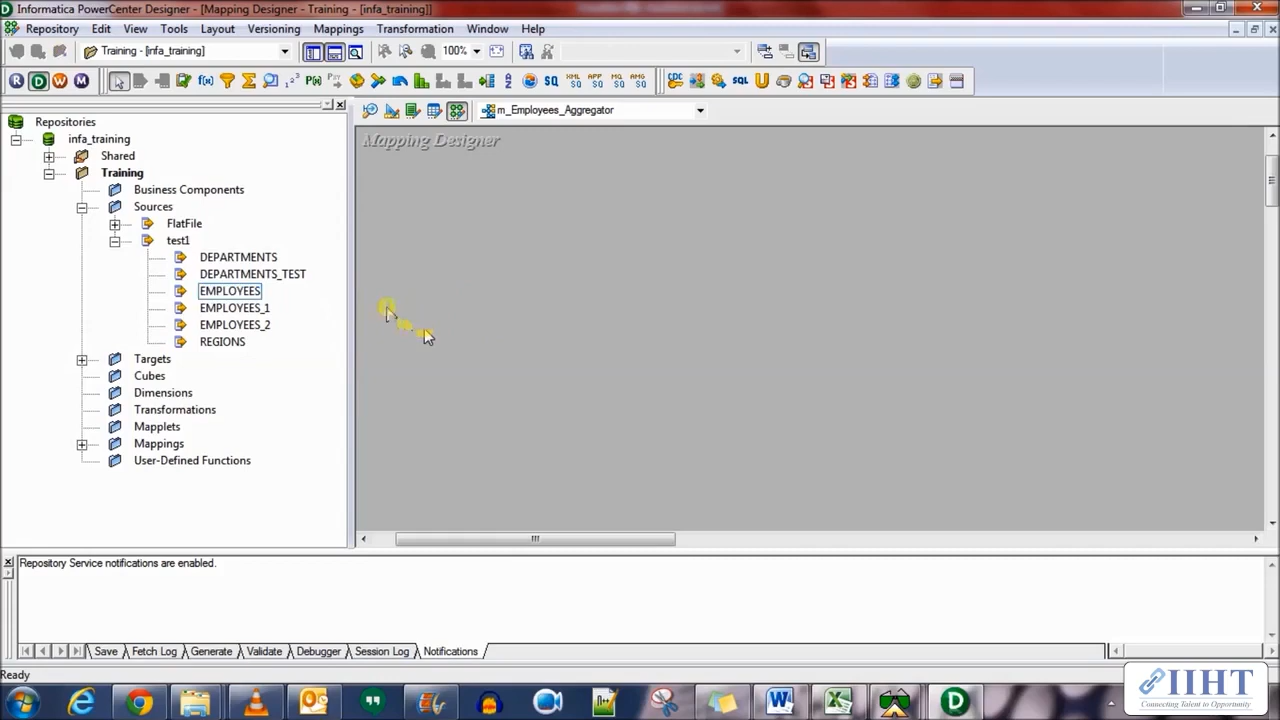 Informatica PowerCenter Designer - [Mapping Designer - Training - [infa_training]]
Repository Edit View Tools Layout Versioning Mappings Transformation Window Help
Training - [infa_training]
100%
m_Employees_Aggregator
Mapping Designer
Repositories
infa_training
Shared
Training
Business Components
Sources
FlatFile
test1
DEPARTMENTS
DEPARTMENTS_TEST
EMPLOYEES
EMPLOYEES_1
EMPLOYEES_2
REGIONS
Targets
Cubes
Dimensions
Transformations
Mapplets
Mappings
User-Defined Functions
Repository Service notifications are enabled.
Save Fetch Log Generate Validate Debugger Session Log Notifications
Ready
IIHT
Connecting Talent to Opportunity